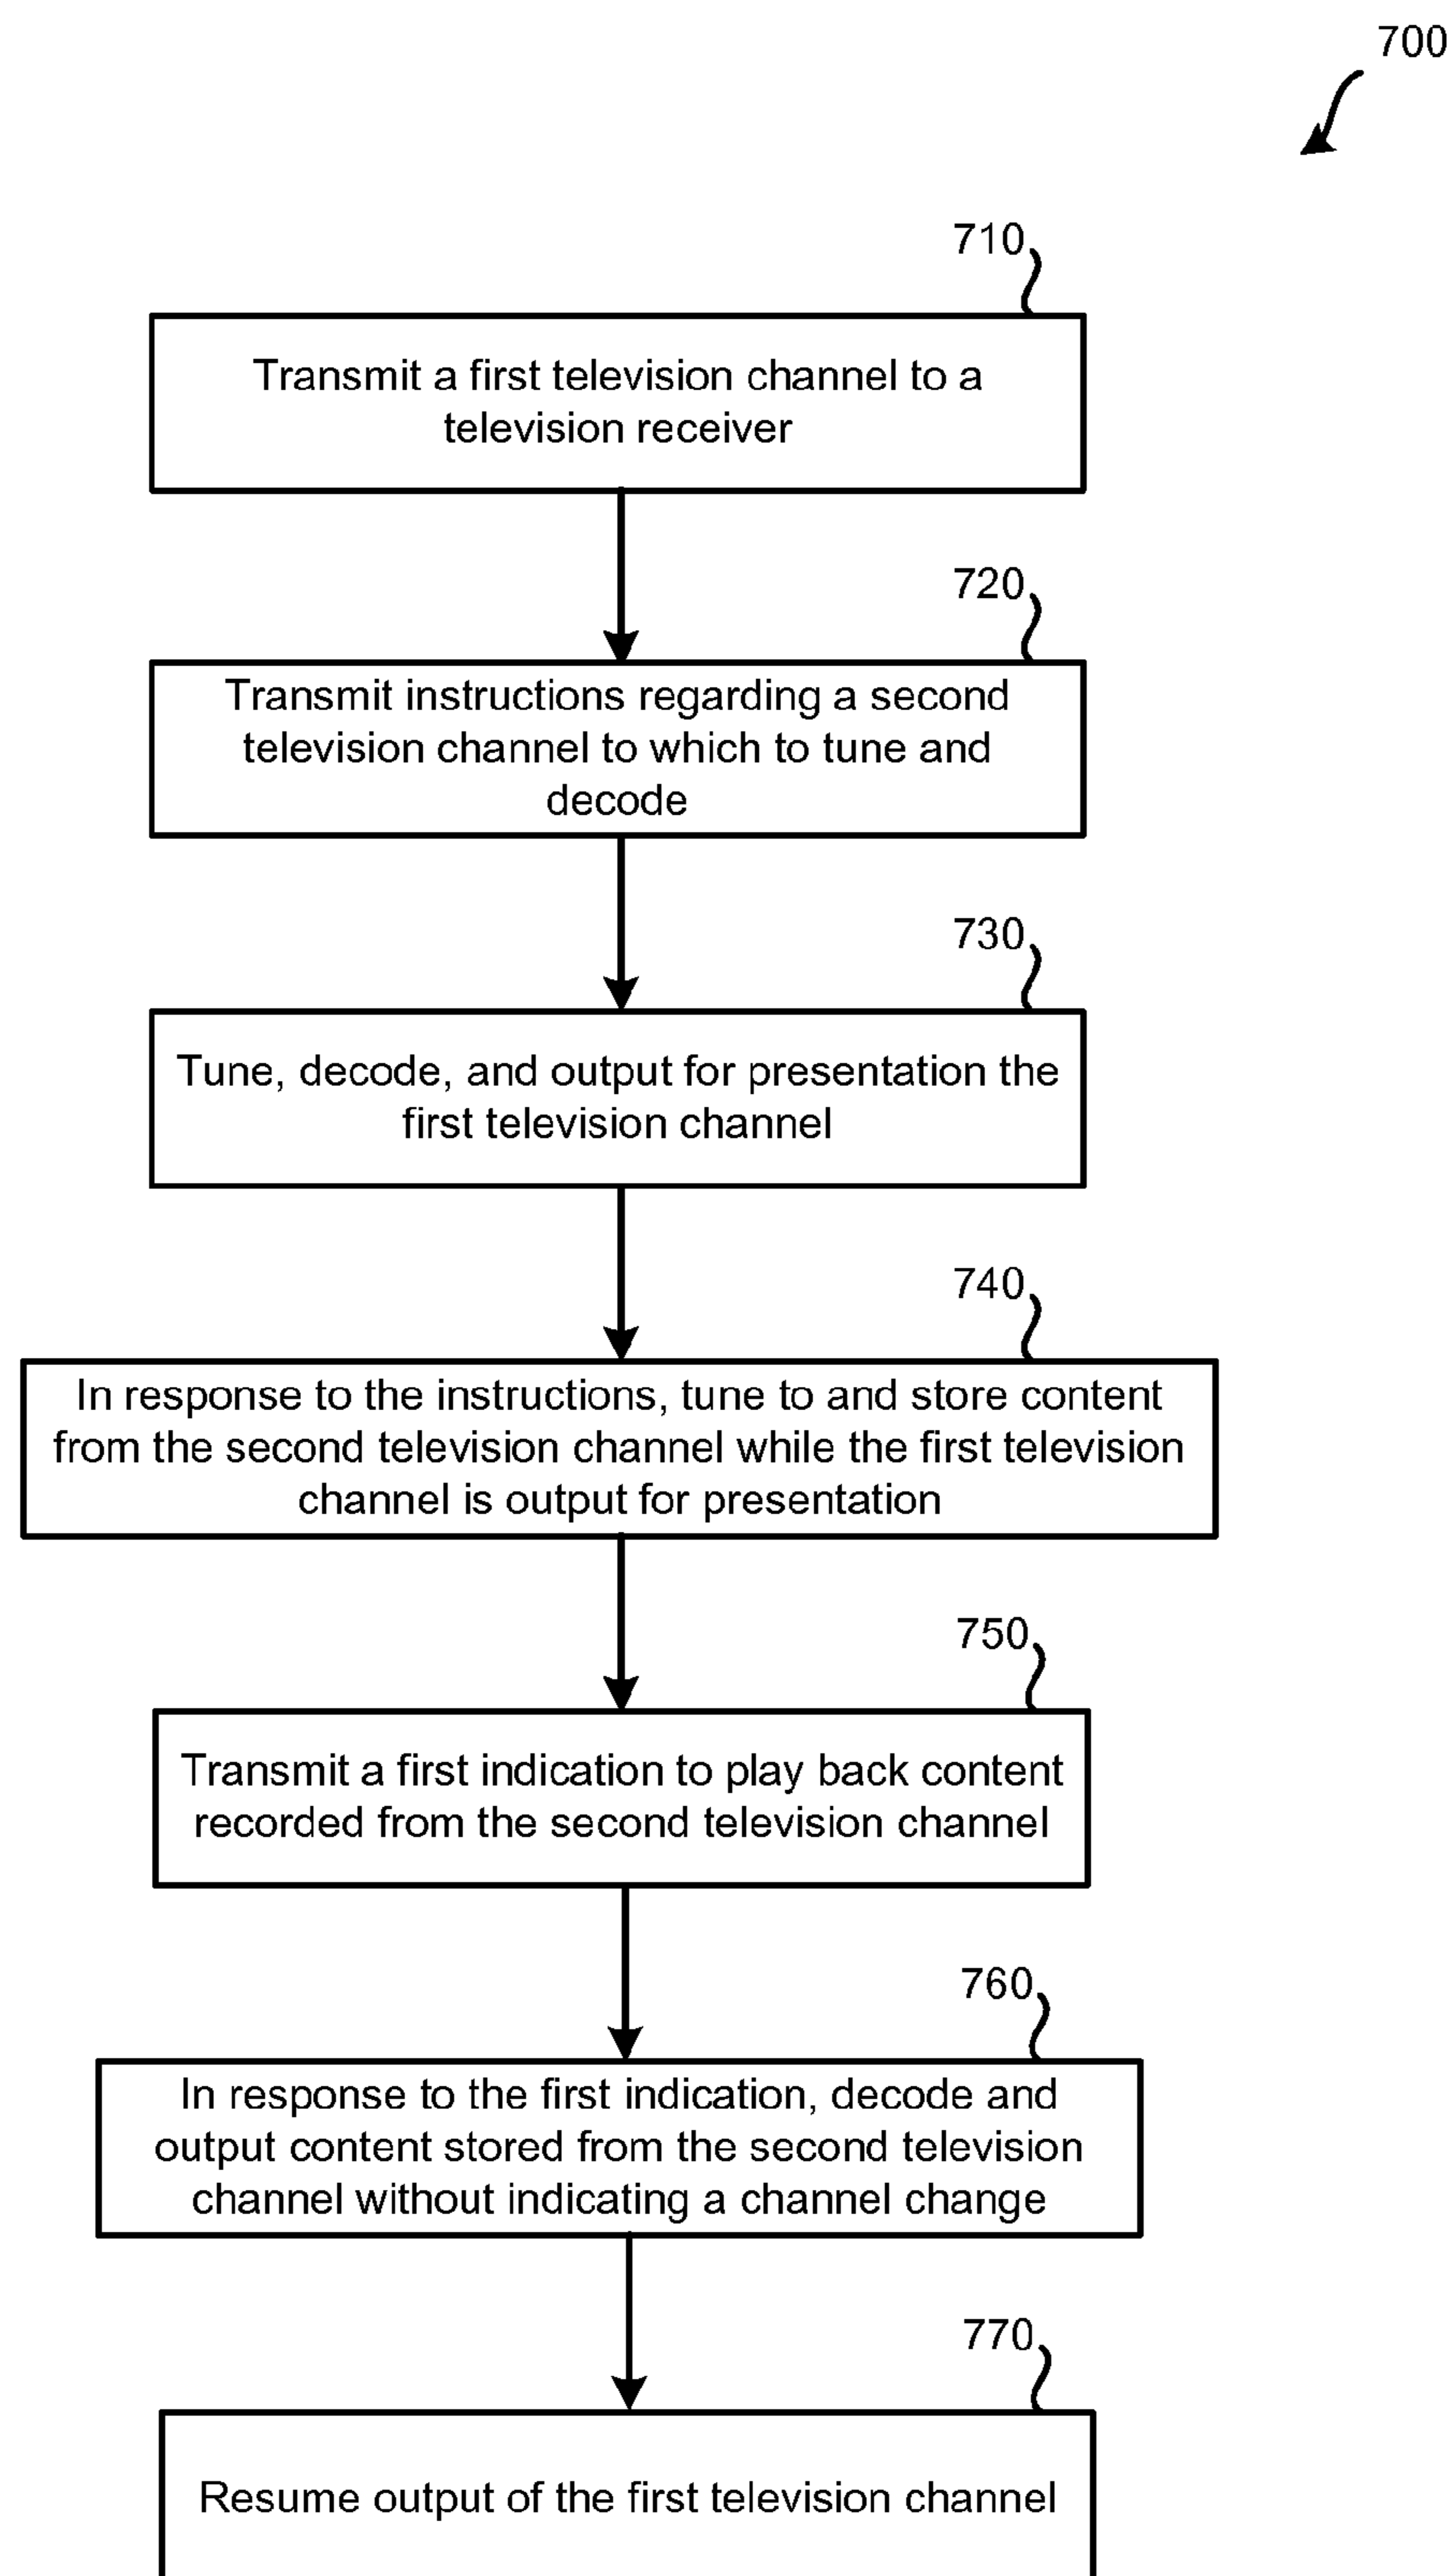 700
710
Transmit a first television channel to a
television receiver
720
Transmit instructions regarding a second
television channel to which to tune and
decode
730
Tune, decode, and output for presentation the
first television channel
740
In response to the instructions, tune to and store content
from the second television channel while the first television
channel is output for presentation
750
Transmit a first indication to play back content
recorded from the second television channel
760
In response to the first indication, decode and
output content stored from the second television
channel without indicating a channel change
770
Resume output of the first television channel